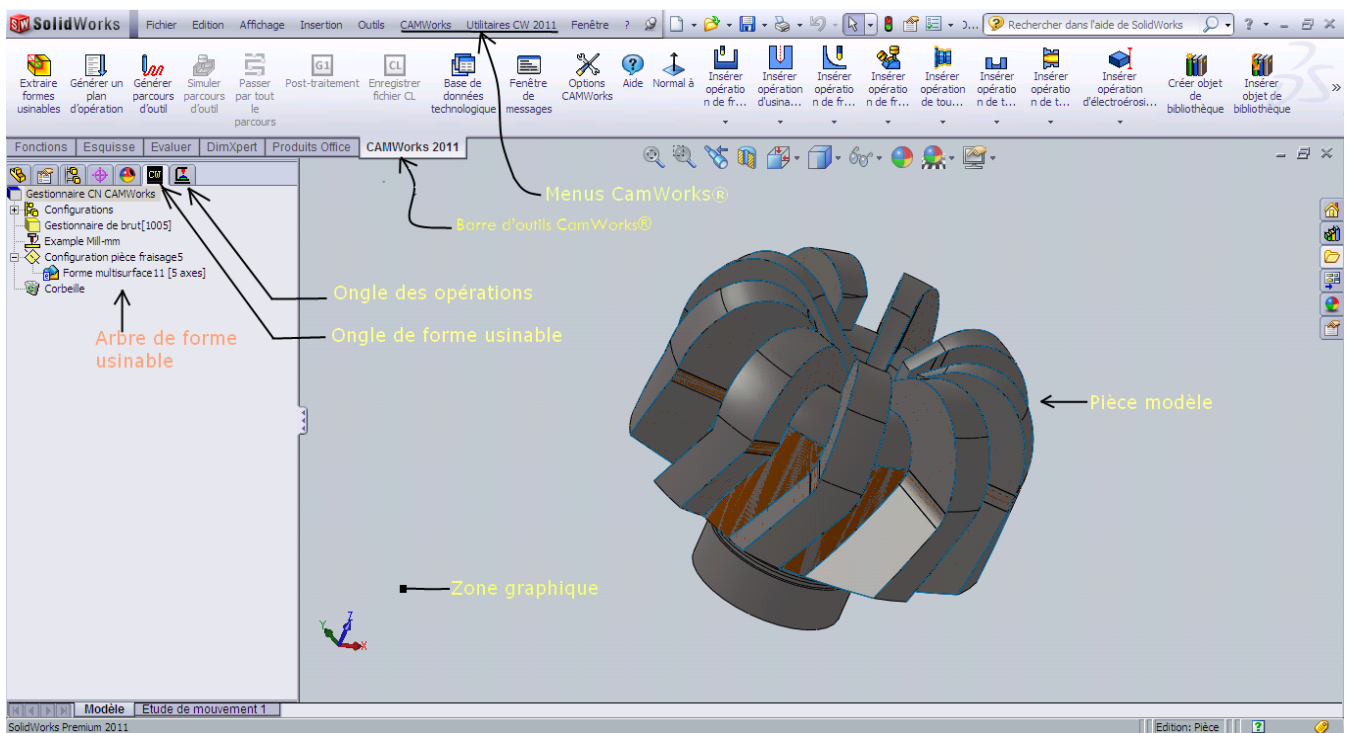 SolidWorks Fichier Edition Affichage Insertion Outils CAMWorks Utilitaires CW 2011 Fenêtre ? Rechercher dans l'aide de SolidWorks ?
Extraire formes usinables
Générer un plan d'opération
Générer parcours d'outil
Simuler parcours d'outil
Passer par tout le parcours
G1
Post-traitement
CL
Enregistrer fichier CL
Base de données technologique
Fenêtre de messages
Options CAMWorks
Aide
Normal à
Insérer opératio n de fr...
Insérer opération d'usina...
Insérer opératio n de fr...
Insérer opératio n de fr...
Insérer opération de tou...
Insérer opératio n de t...
Insérer opératio n de t...
Insérer opération d'électroérosi...
Créer objet de bibliothèque
Insérer objet de bibliothèque
Fonctions Esquisse Evaluer DimXpert Produits Office CAMWorks 2011
CW
Gestionnaire CN CAMWorks
Configurations
Gestionnaire de brut[1005]
Example Mill-mm
Configuration pièce fraisage5
Forme multisurface11 [5 axes]
Corbeille
Menus CamWorks®
Barre d'outils CamWorks®
Ongle des opérations
Ongle de forme usinable
Arbre de forme
usinable
Pièce modèle
Zone graphique
Z
Y
X
Modèle Etude de mouvement 1
SolidWorks Premium 2011 Edition: Pièce